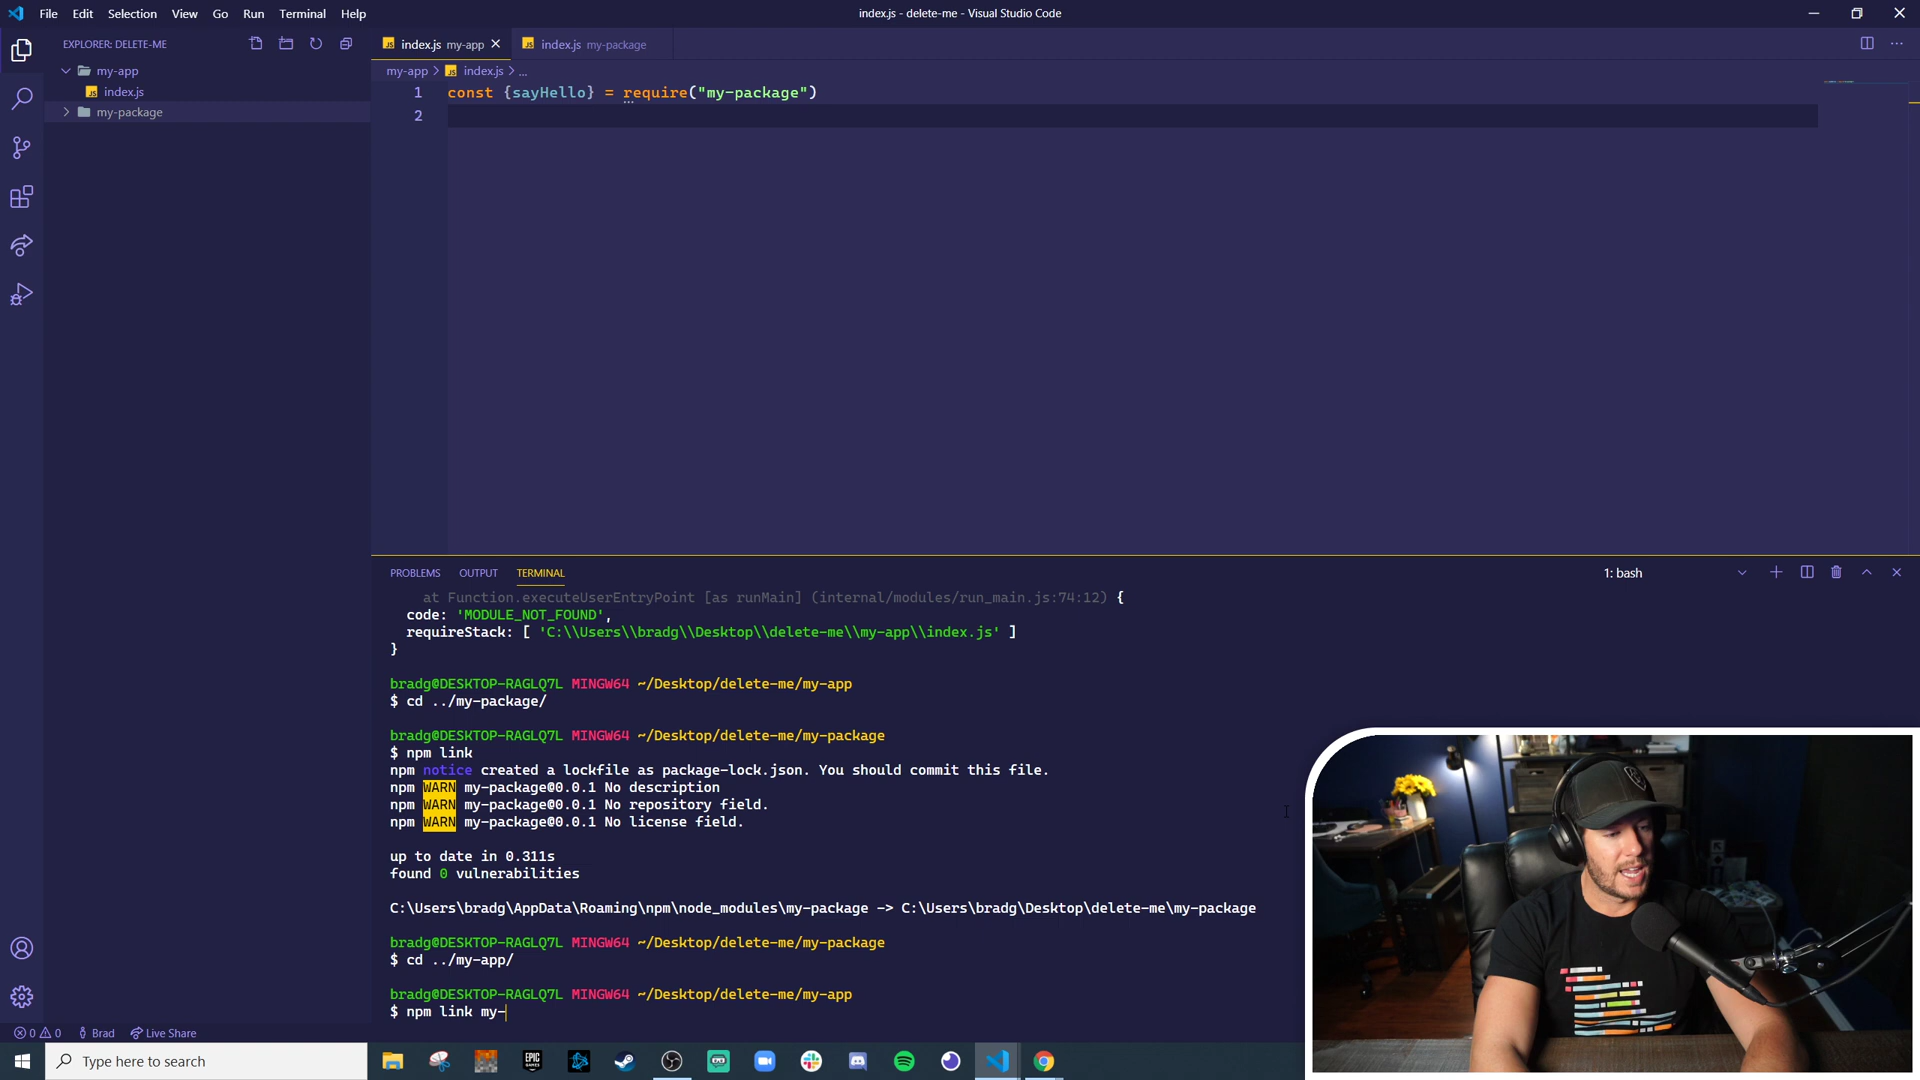 File Edit Selection View Go Run Terminal Help
index.js - delete-me - Visual Studio Code
EXPLORER: DELETE-ME
my-app
JS index.js
my-package
JS index.js my-app
JS index.js my-package
my-app > JS index.js > ...
1 const {sayHello} = require("my-package")
2
PROBLEMS OUTPUT TERMINAL
1: bash
at Function.executeUserEntryPoint [as runMain] (internal/modules/run_main.js:74:12) {
code: 'MODULE_NOT_FOUND',
requireStack: [ 'C:\\Users\\bradg\\Desktop\\delete-me\\my-app\\index.js' ]
}
bradg@DESKTOP-RAGLQ7L MINGW64 ~/Desktop/delete-me/my-app
$ cd ../my-package/
bradg@DESKTOP-RAGLQ7L MINGW64 ~/Desktop/delete-me/my-package
$ npm link
npm notice created a lockfile as package-lock.json. You should commit this file.
npm WARN my-package@0.0.1 No description
npm WARN my-package@0.0.1 No repository field.
npm WARN my-package@0.0.1 No license field.
up to date in 0.311s
found 0 vulnerabilities
C:\Users\bradg\AppData\Roaming\npm\node_modules\my-package -> C:\Users\bradg\Desktop\delete-me\my-package
bradg@DESKTOP-RAGLQ7L MINGW64 ~/Desktop/delete-me/my-package
$ cd ../my-app/
bradg@DESKTOP-RAGLQ7L MINGW64 ~/Desktop/delete-me/my-app
$ npm link my-
0 0 Brad Live Share
Type here to search
EPIC GAMES